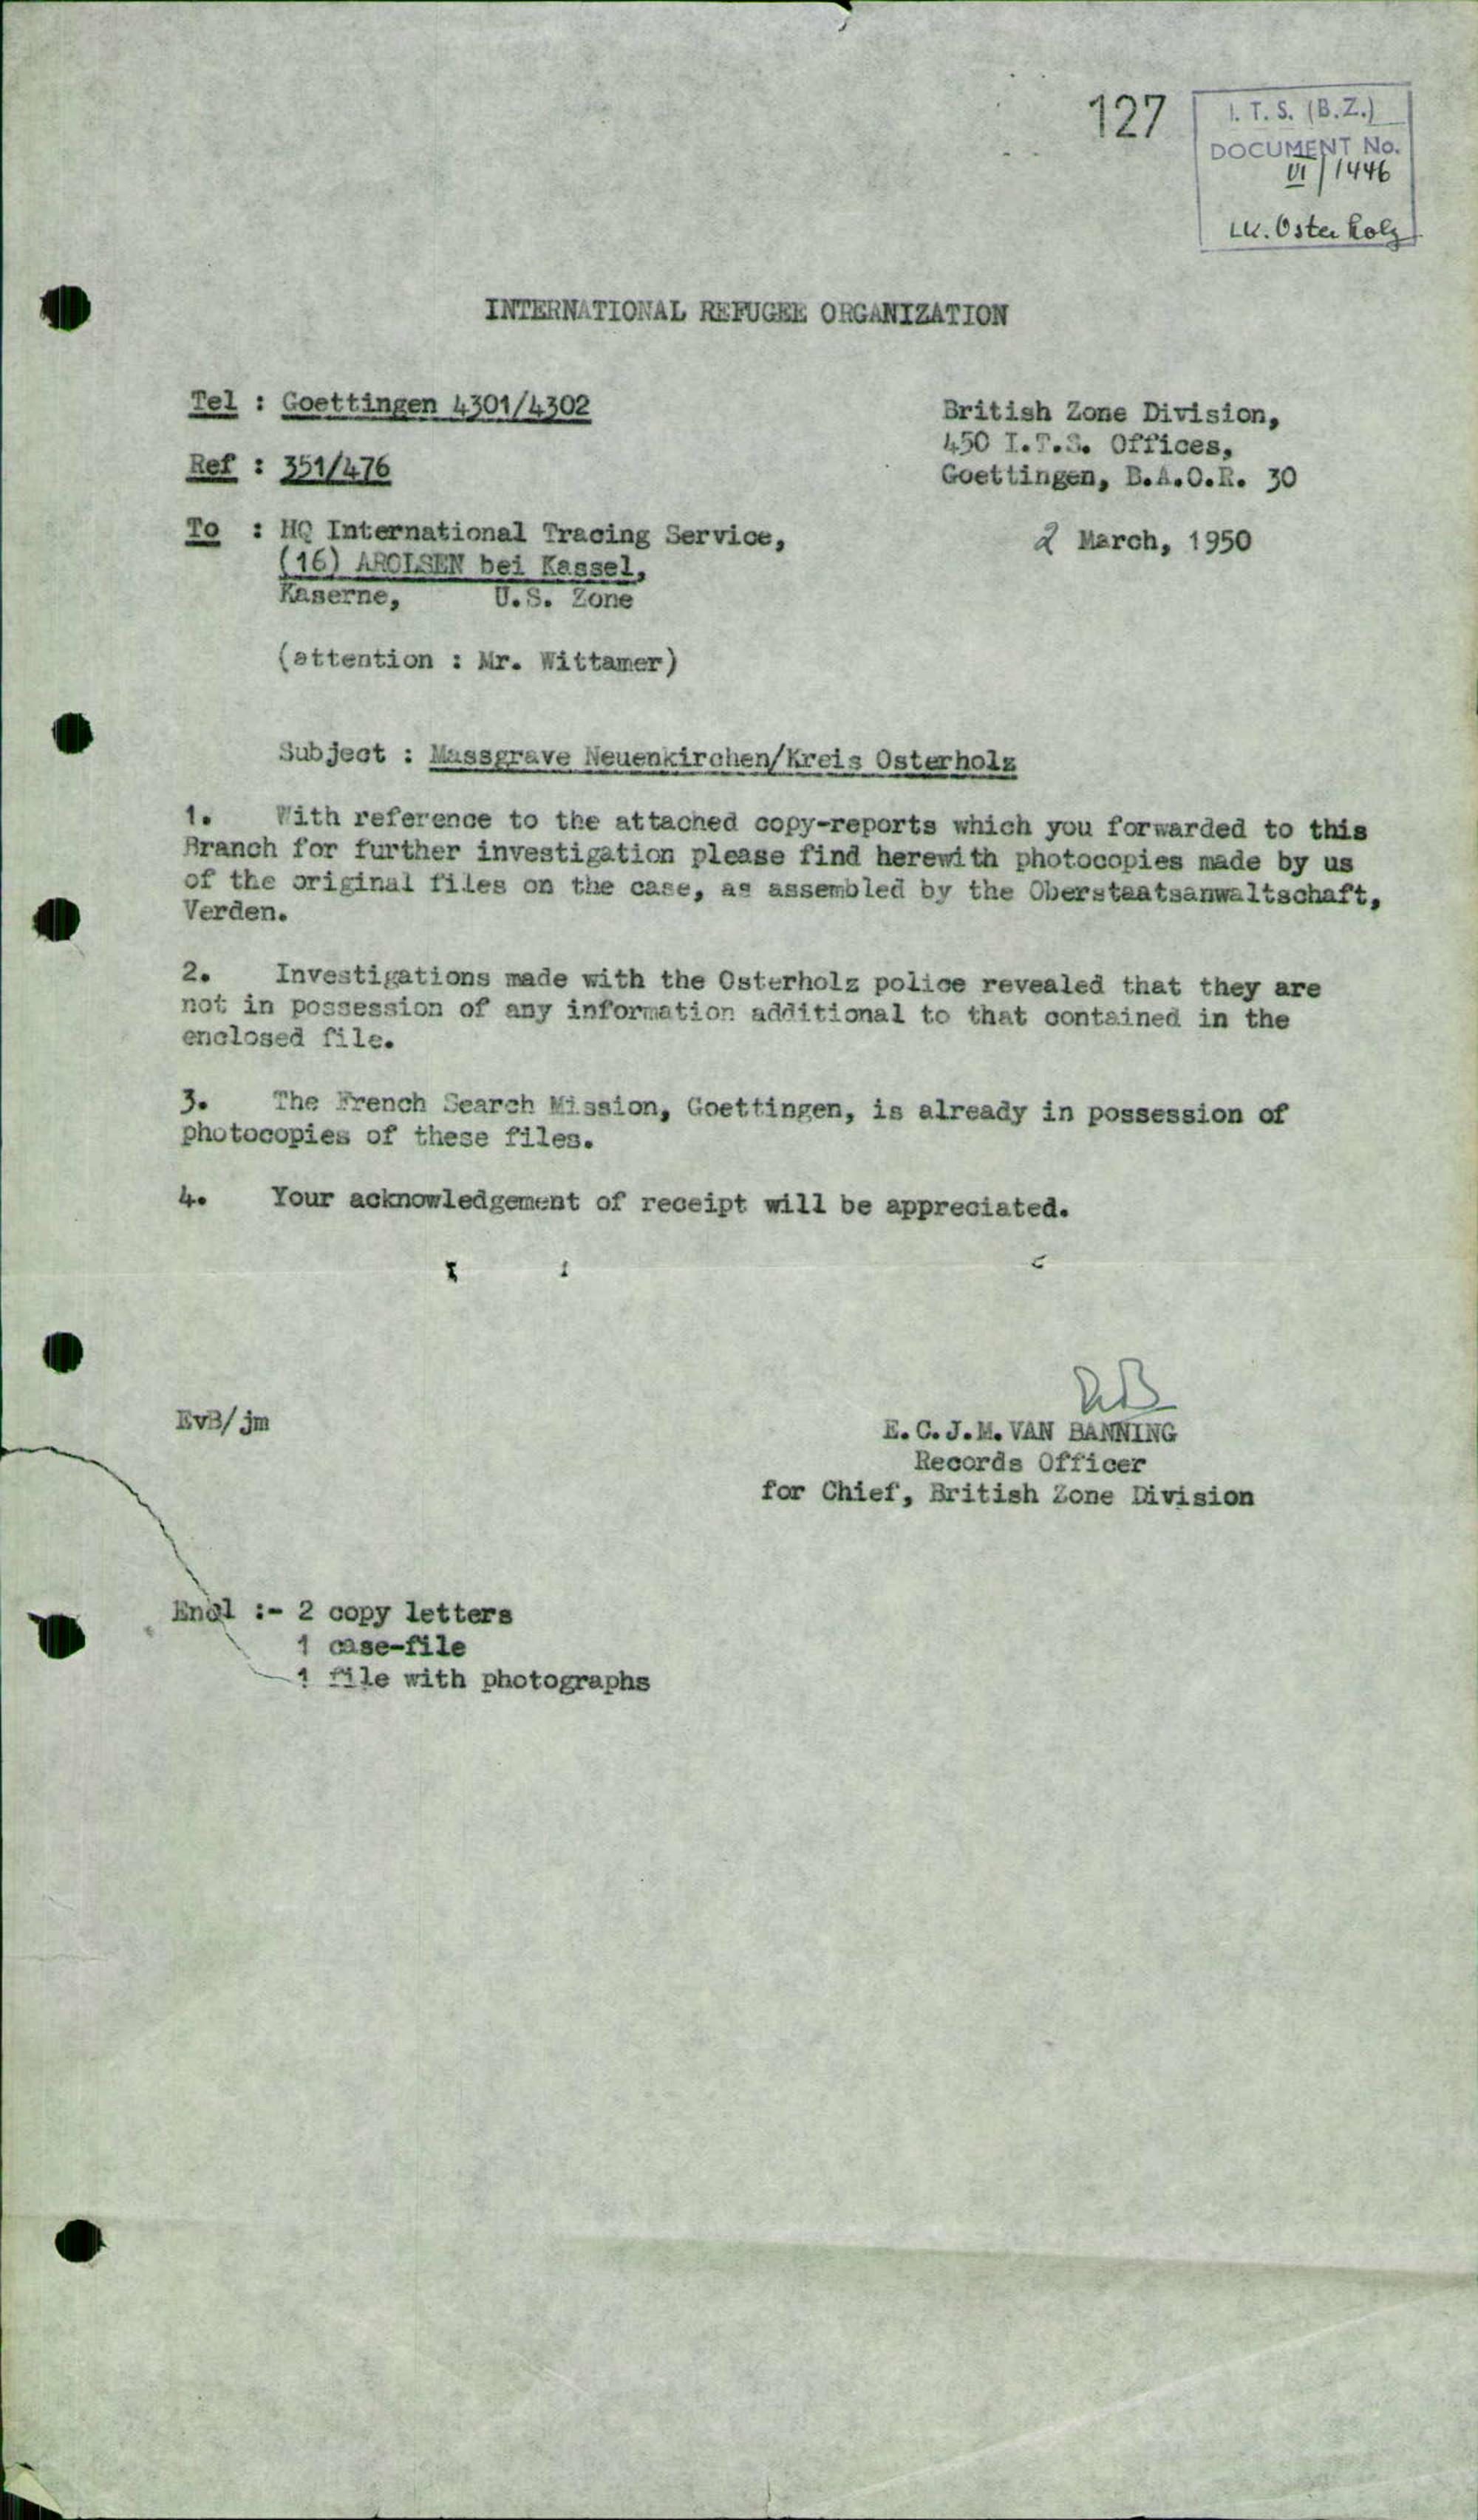 127
I. T. S. (B.Z.)
DOCUMENT No.
VI/1446
LK. Osterholz
INTERNATIONAL REFUGEE ORGANIZATION
Tel : Goettingen 4301/4302
British Zone Division,
450 I.T.S. Offices,
Goettingen, B.A.O.R. 30
Ref : 351/476
To : HQ International Tracing Service,
(16) AROLSEN bei Kassel,
Kaserne, U.S. Zone
2 March, 1950
(attention : Mr. Wittamer)
Subject : Massgrave Neuenkirchen/Kreis Osterholz
1. With reference to the attached copy-reports which you forwarded to this
Branch for further investigation please find herewith photocopies made by us
of the original files on the case, as assembled by the Oberstaatsanwaltschaft,
Verden.
2. Investigations made with the Osterholz police revealed that they are
not in possession of any information additional to that contained in the
enclosed file.
3. The French Search Mission, Goettingen, is already in possession of
photocopies of these files.
4. Your acknowledgement of receipt will be appreciated.
EvB/jm
E.C.J.M. VAN BANNING
Records Officer
for Chief, British Zone Division
Encl :- 2 copy letters
1 case-file
1 file with photographs